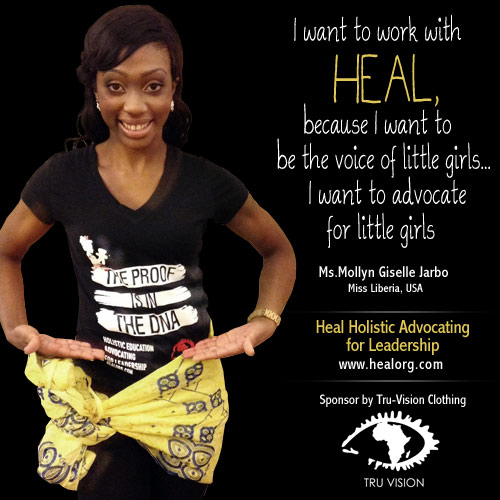 I want to work with
HEAL,
because I want to
be the voice of little girls...
I want to advocate
for little girls
Ms.Mollyn Giselle Jarbo
Miss Liberia, USA
Heal Holistic Advocating
for Leadership
www.healorg.com
Sponsor by Tru-Vision Clothing
TRU VISION
THE PROOF
IS IN
THE DNA
HOLISTIC EDUCATION
ADVOCATING
FOR LEADERSHIP
HEALORG.COM